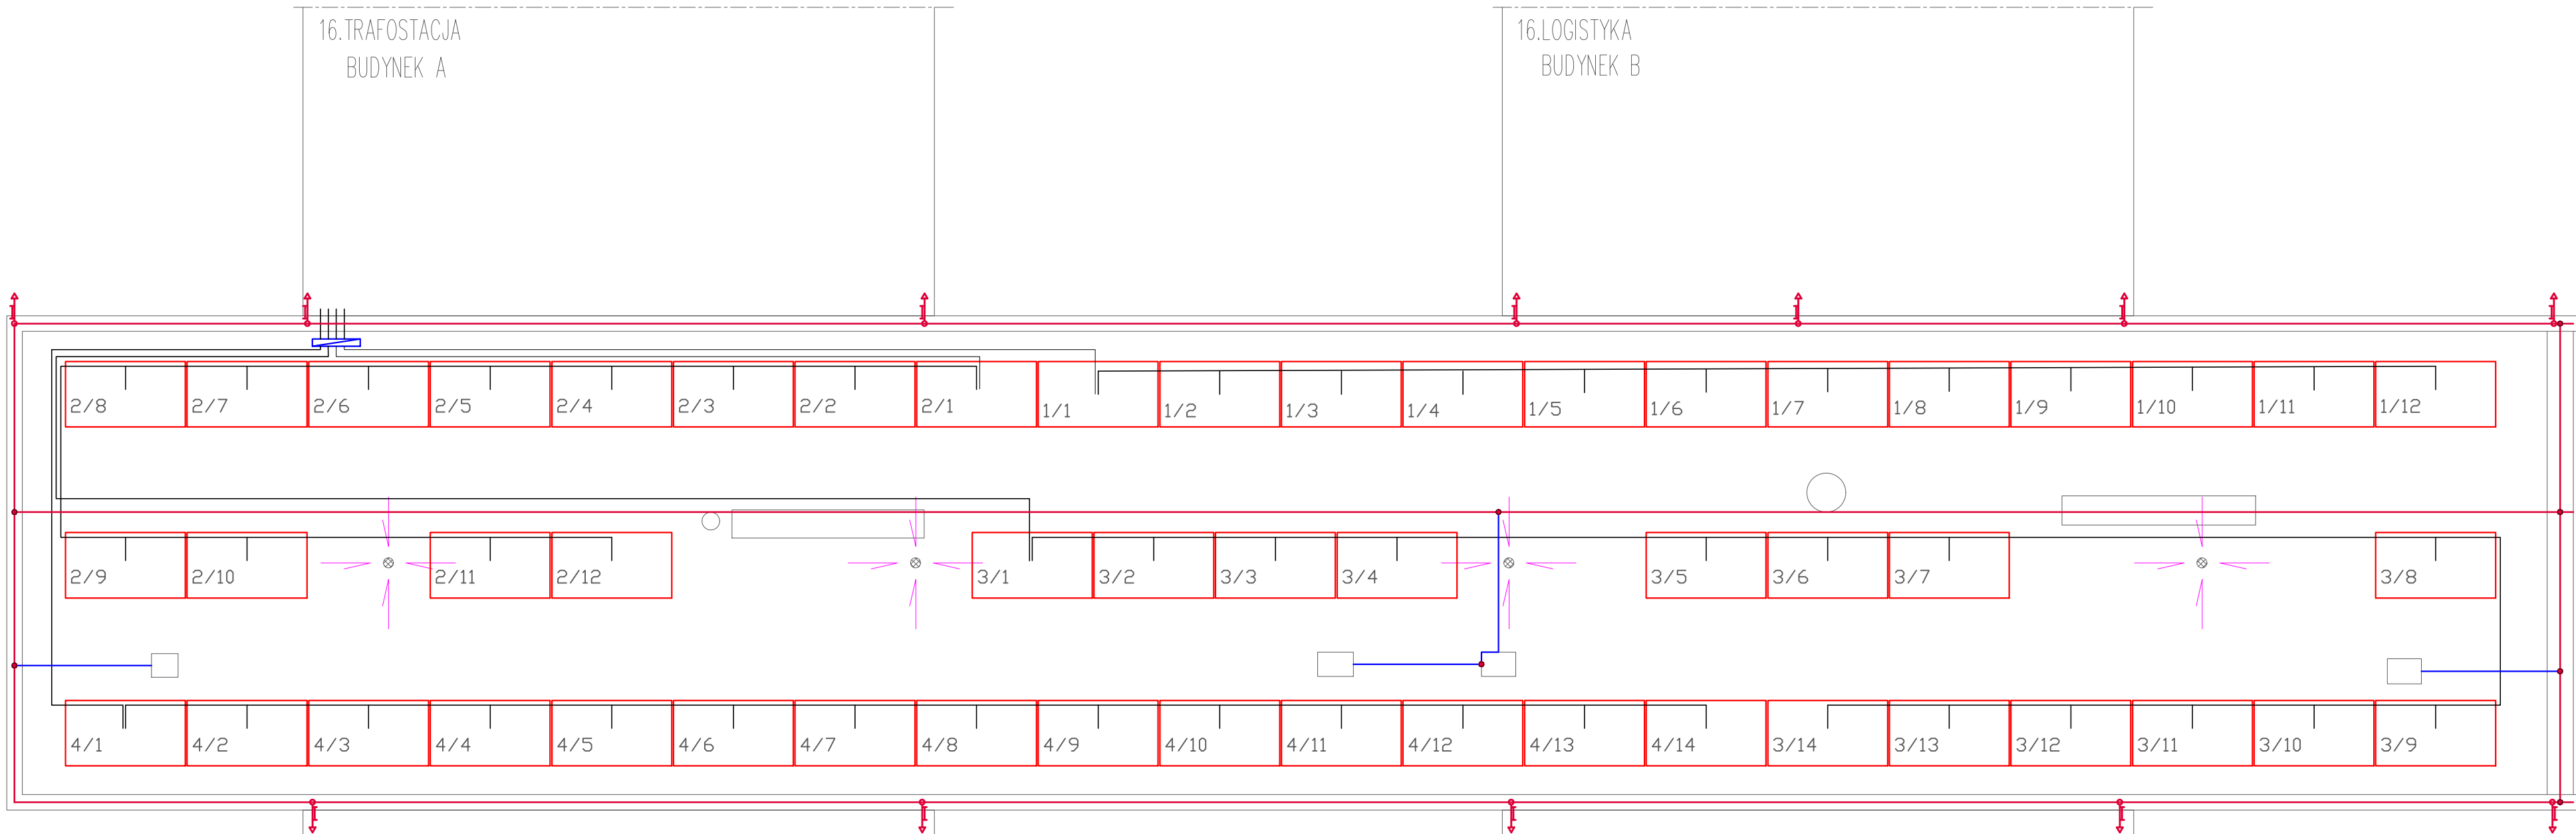 16.TRAFOSTACJA
BUDYNEK A
16.LOGISTYKA
BUDYNEK B
2/8 2/7 2/6 2/5 2/4 2/3 2/2 2/1 1/1 1/2 1/3 1/4 1/5 1/6 1/7 1/8 1/9 1/10 1/11 1/12
2/9 2/10 2/11 2/12 3/1 3/2 3/3 3/4 3/5 3/6 3/7 3/8
4/1 4/2 4/3 4/4 4/5 4/6 4/7 4/8 4/9 4/10 4/11 4/12 4/13 4/14 3/14 3/13 3/12 3/11 3/10 3/9